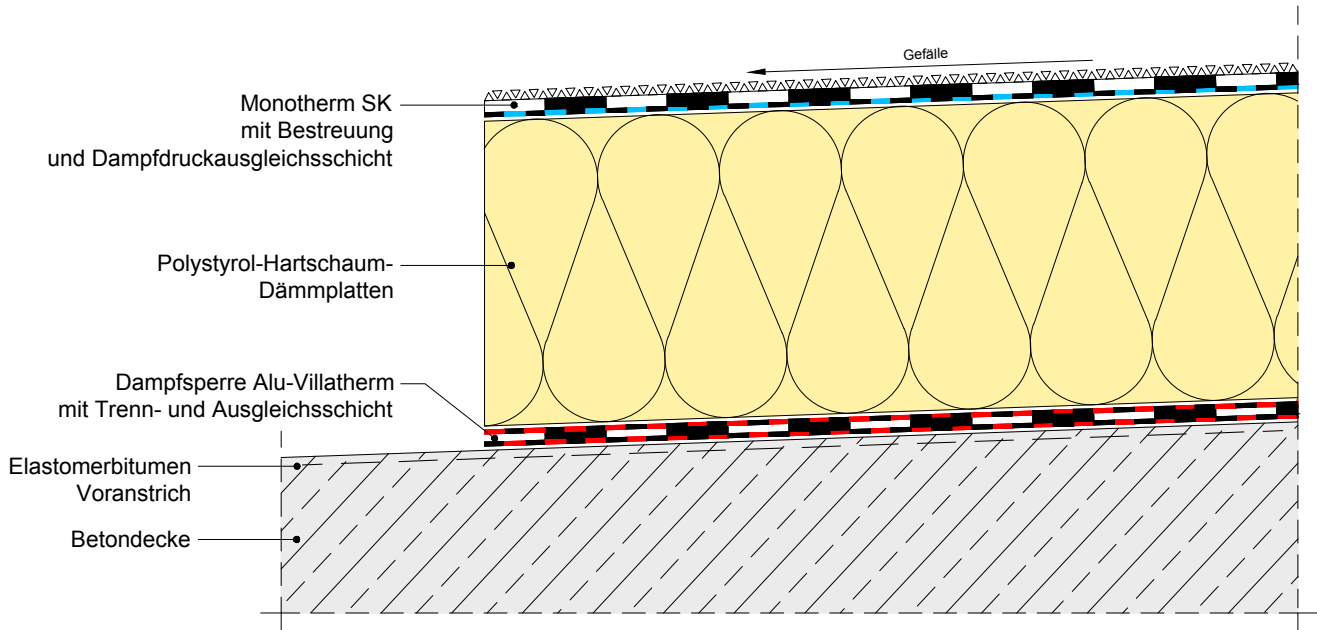 Gefälle
Monotherm SK
mit Bestreuung
und Dampfdruckausgleichsschicht
Polystyrol-Hartschaum-
Dämmplatten
Dampfsperre Alu-Villatherm
mit Trenn- und Ausgleichsschicht
Elastomerbitumen
Voranstrich
Betondecke